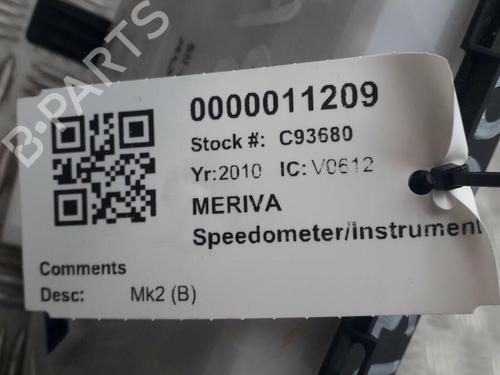 B-PARTS
0000011209
Stock #: C93680
Yr:2010 IC: V0612
MERIVA
Speedometer/Instrument
Comments
Desc: Mk2 (B)